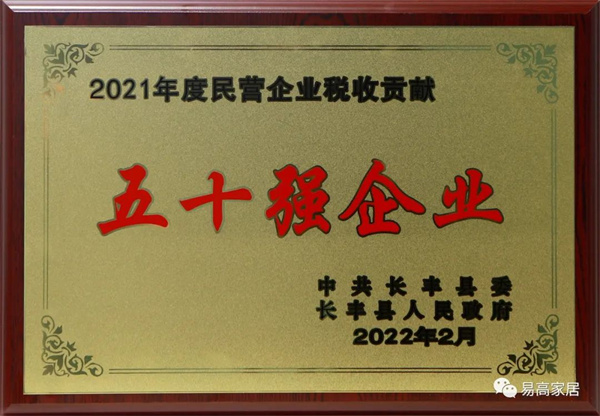 2021年度民营企业税收贡献
五十强企业
中共长丰县委
长丰县人民政府
2022年2月
易高家居